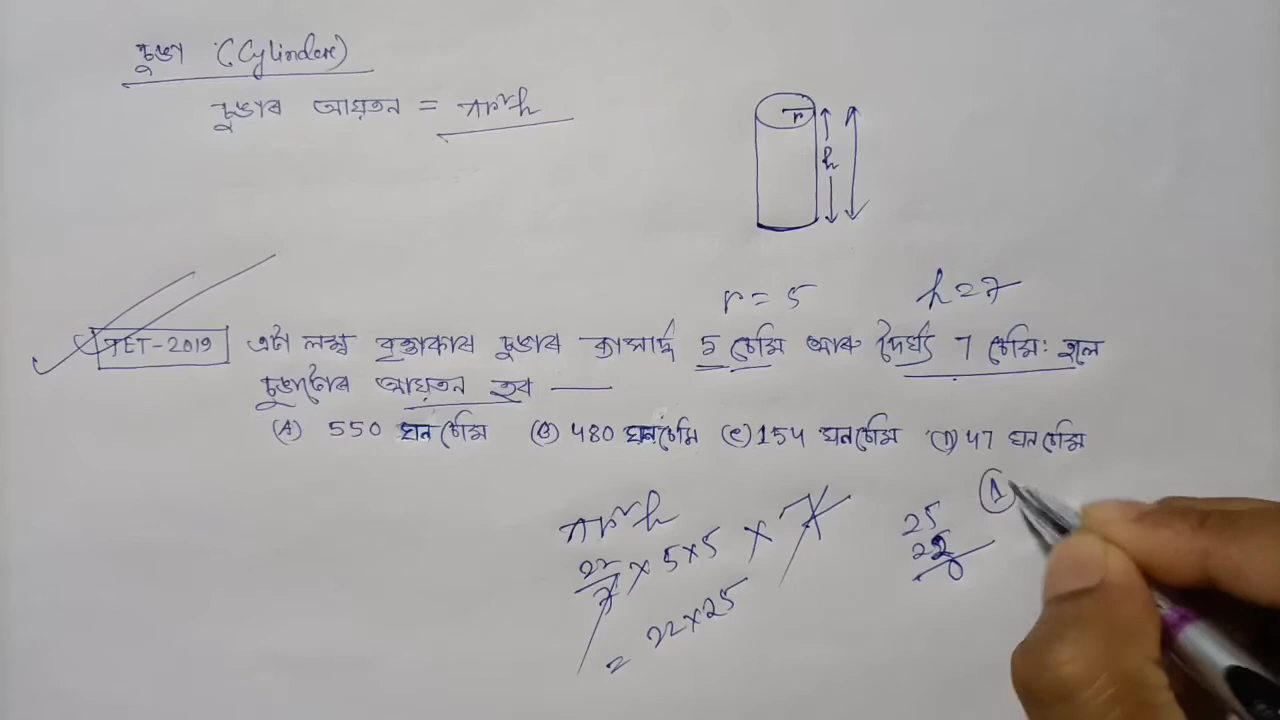 চুঙা (Cylinder)
চুঙাৰ আয়তন = πr²h
r
h
r = 5 h = 7
TET-2019 এটা লম্ব বৃত্তাকাৰ চুঙাৰ ব্যাসাৰ্দ্ধ 5 চেমি আৰু দৈৰ্ঘ্য 7 চেমিঃ হলে
চুঙাটোৰ আয়তন হব ——
(A) 550 ঘন চেমি (B) 480 ঘন চেমি (C) 154 ঘন চেমি (D) 47 ঘন চেমি
πr²h
22/7 × 5×5 × 7
= 22×25
25
22
0
(A)